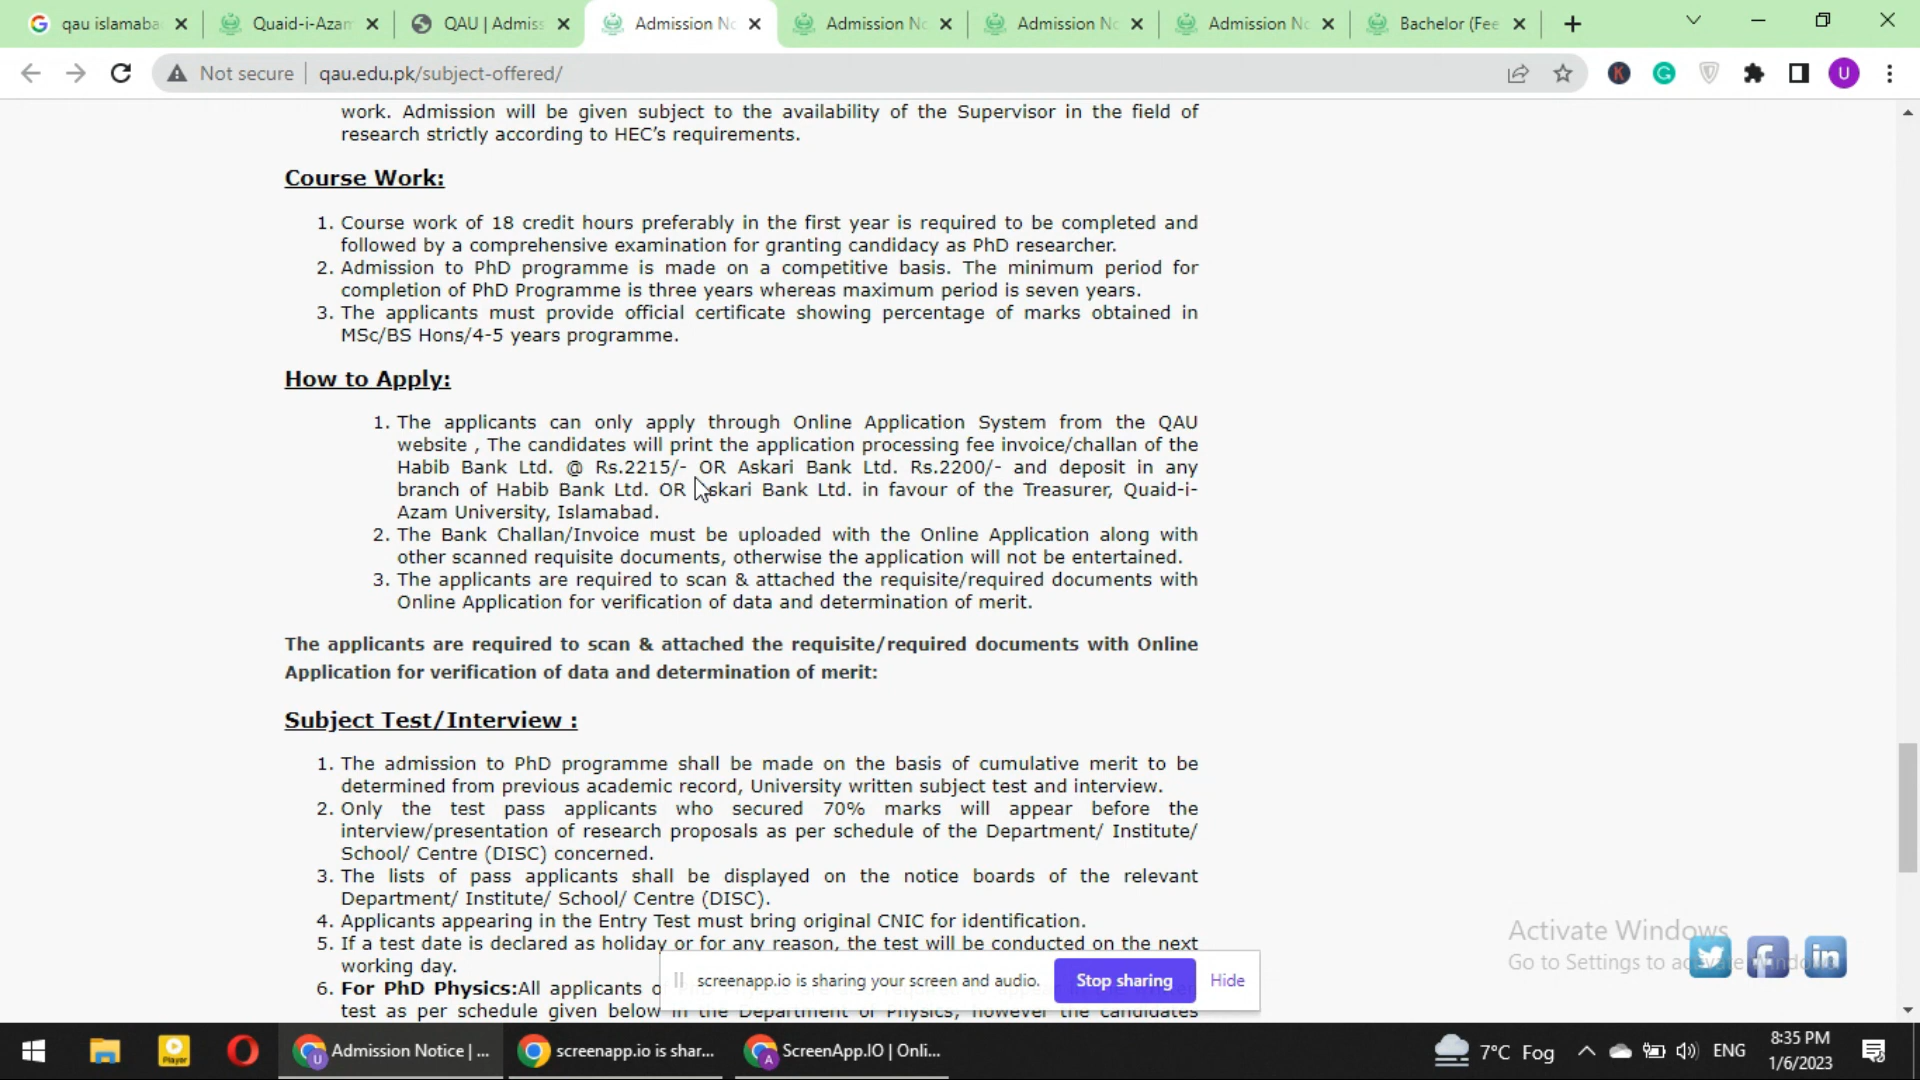 qau islamaba
Quaid-i-Azam
QAU | Admiss
Admission No
Admission No
Admission No
Admission No
Bachelor (Fee
Not secure
qau.edu.pk/subject-offered/
U
work. Admission will be given subject to the availability of the Supervisor in the field of
research strictly according to HEC’s requirements.
Course Work:
1. Course work of 18 credit hours preferably in the first year is required to be completed and
followed by a comprehensive examination for granting candidacy as PhD researcher.
2. Admission to PhD programme is made on a competitive basis. The minimum period for
completion of PhD Programme is three years whereas maximum period is seven years.
3. The applicants must provide official certificate showing percentage of marks obtained in
MSc/BS Hons/4-5 years programme.
How to Apply:
1. The applicants can only apply through Online Application System from the QAU
website , The candidates will print the application processing fee invoice/challan of the
Habib Bank Ltd. @ Rs.2215/- OR Askari Bank Ltd. Rs.2200/- and deposit in any
branch of Habib Bank Ltd. OR Askari Bank Ltd. in favour of the Treasurer, Quaid-i-
Azam University, Islamabad.
2. The Bank Challan/Invoice must be uploaded with the Online Application along with
other scanned requisite documents, otherwise the application will not be entertained.
3. The applicants are required to scan & attached the requisite/required documents with
Online Application for verification of data and determination of merit.
The applicants are required to scan & attached the requisite/required documents with Online
Application for verification of data and determination of merit:
Subject Test/Interview :
1. The admission to PhD programme shall be made on the basis of cumulative merit to be
determined from previous academic record, University written subject test and interview.
2. Only the test pass applicants who secured 70% marks will appear before the
interview/presentation of research proposals as per schedule of the Department/ Institute/
School/ Centre (DISC) concerned.
3. The lists of pass applicants shall be displayed on the notice boards of the relevant
Department/ Institute/ School/ Centre (DISC).
4. Applicants appearing in the Entry Test must bring original CNIC for identification.
5. If a test date is declared as holiday or for any reason, the test will be conducted on the next
working day.
6. For PhD Physics:All applicants
test as per schedule given below in the Department of Physics, however the candidates
screenapp.io is sharing your screen and audio.
Stop sharing
Hide
Activate Windows
Go to Settings to activate Windows.
Admission Notice | ...
screenapp.io is shar...
ScreenApp.IO | Onli...
7°C Fog
ENG
8:35 PM
1/6/2023